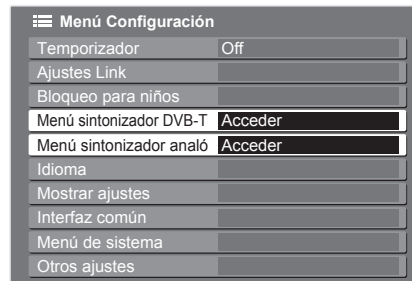 Menú Configuración
Temporizador Off
Ajustes Link
Bloqueo para niños
Menú sintonizador DVB-T Acceder
Menú sintonizador analó Acceder
Idioma
Mostrar ajustes
Interfaz común
Menú de sistema
Otros ajustes